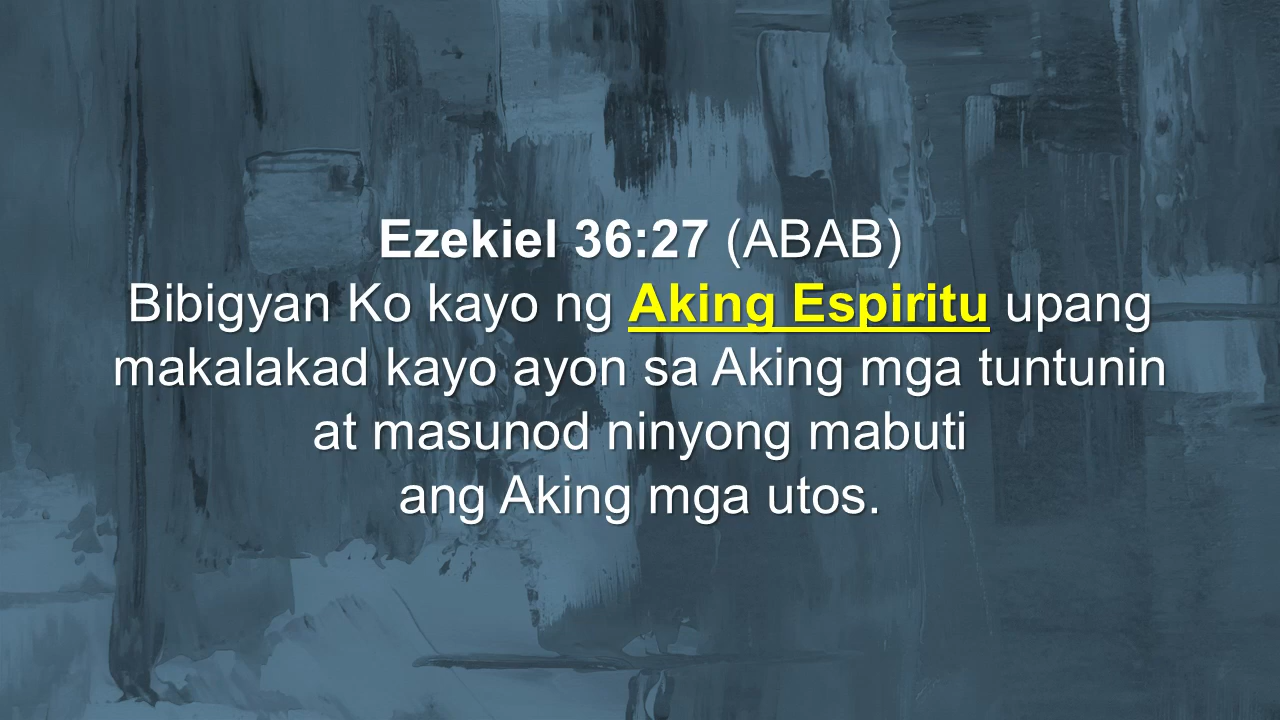 Ezekiel 36:27 (ABAB)
Bibigyan Ko kayo ng Aking Espiritu upang
makalakad kayo ayon sa Aking mga tuntunin
at masunod ninyong mabuti
ang Aking mga utos.